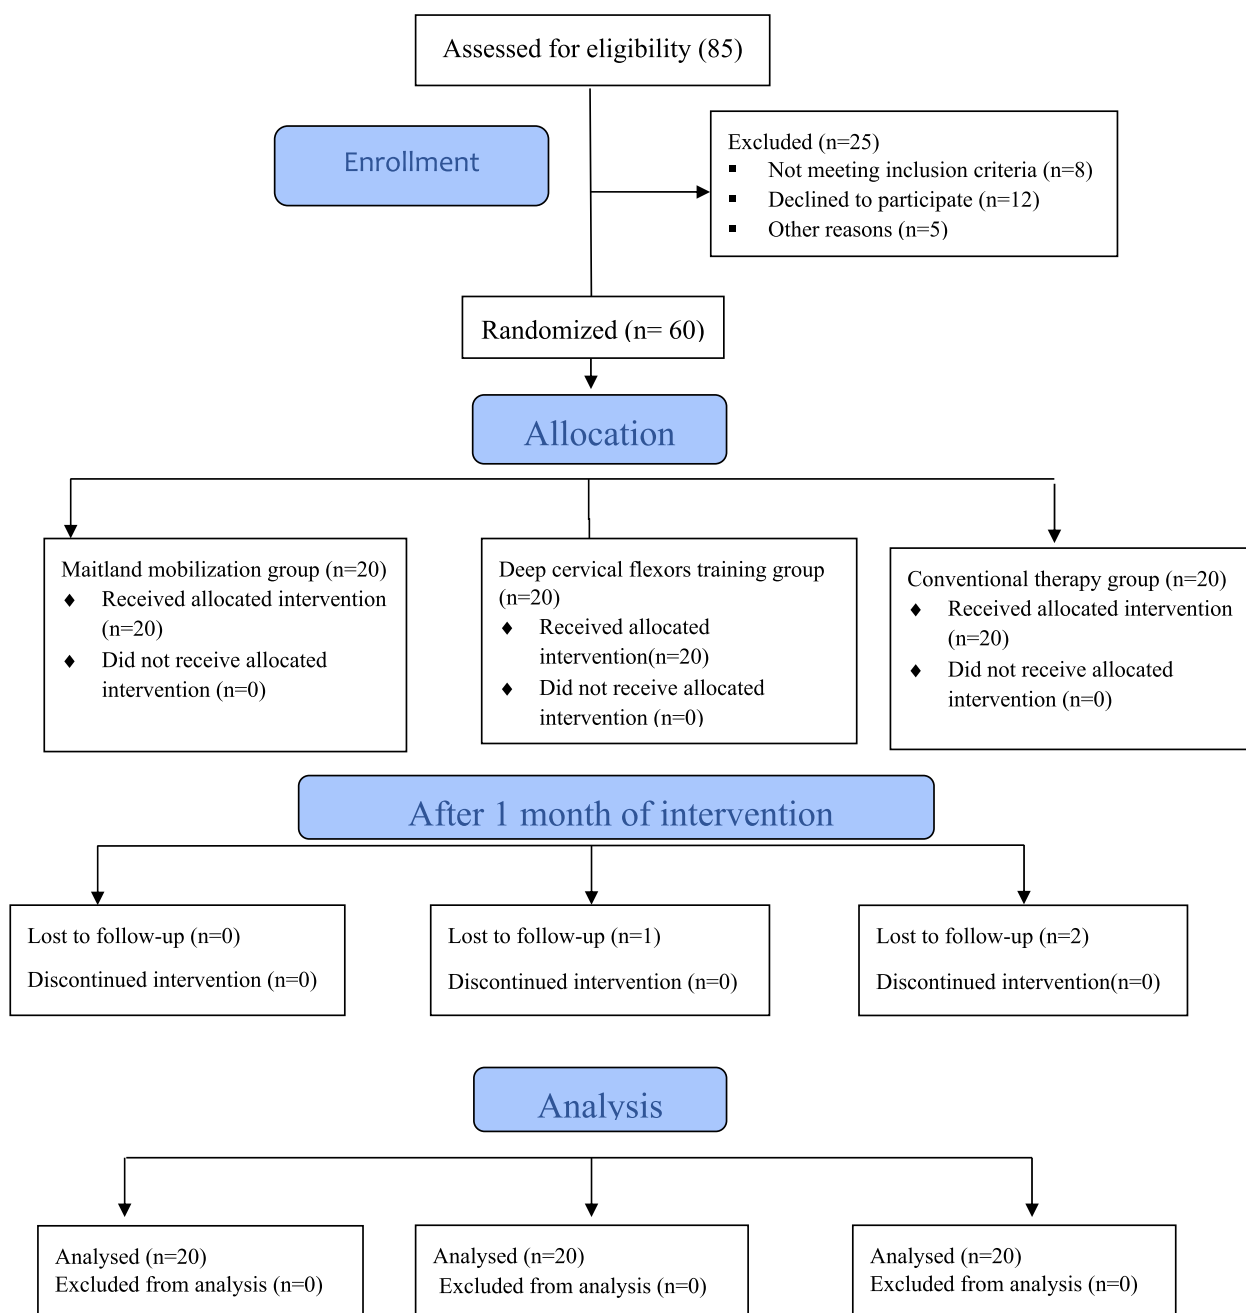 Assessed for eligibility (85)
Enrollment
Excluded (n=25)
▪ Not meeting inclusion criteria (n=8)
▪ Declined to participate (n=12)
▪ Other reasons (n=5)
Randomized (n= 60)
Allocation
Maitland mobilization group (n=20)
♦ Received allocated intervention
(n=20)
♦ Did not receive allocated
intervention (n=0)
Deep cervical flexors training group
(n=20)
♦ Received allocated
intervention(n=20)
♦ Did not receive allocated
intervention (n=0)
Conventional therapy group (n=20)
♦ Received allocated intervention
(n=20)
♦ Did not receive allocated
intervention (n=0)
After 1 month of intervention
Lost to follow-up (n=0)
Discontinued intervention (n=0)
Lost to follow-up (n=1)
Discontinued intervention (n=0)
Lost to follow-up (n=2)
Discontinued intervention(n=0)
Analysis
Analysed (n=20)
Excluded from analysis (n=0)
Analysed (n=20)
Excluded from analysis (n=0)
Analysed (n=20)
Excluded from analysis (n=0)